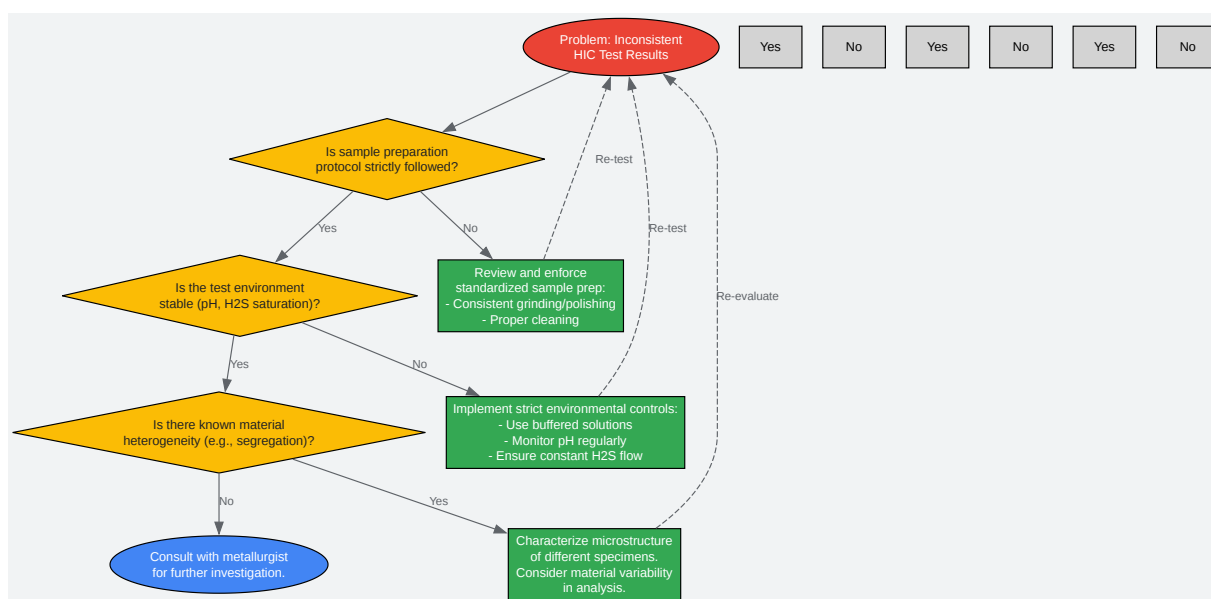 Problem: Inconsistent
HIC Test Results
Yes
No
Yes
No
Yes
No
Is sample preparation
protocol strictly followed?
Re-test
Yes
No
Re-test
Is the test environment
stable (pH, H2S saturation)?
Review and enforce
standardized sample prep:
- Consistent grinding/polishing
- Proper cleaning
Re-evaluate
Yes
No
Is there known material
heterogeneity (e.g., segregation)?
Implement strict environmental controls:
- Use buffered solutions
- Monitor pH regularly
- Ensure constant H2S flow
No
Yes
Consult with metallurgist
for further investigation.
Characterize microstructure
of different specimens.
Consider material variability
in analysis.